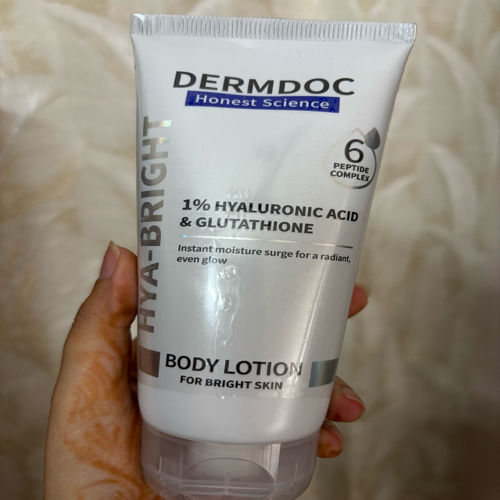 DERMDOC
Honest Science
HYA-BRIGHT
6
PEPTIDE
COMPLEX
1% HYALURONIC ACID
& GLUTATHIONE
Instant moisture surge for a radiant,
even glow
BODY LOTION
FOR BRIGHT SKIN